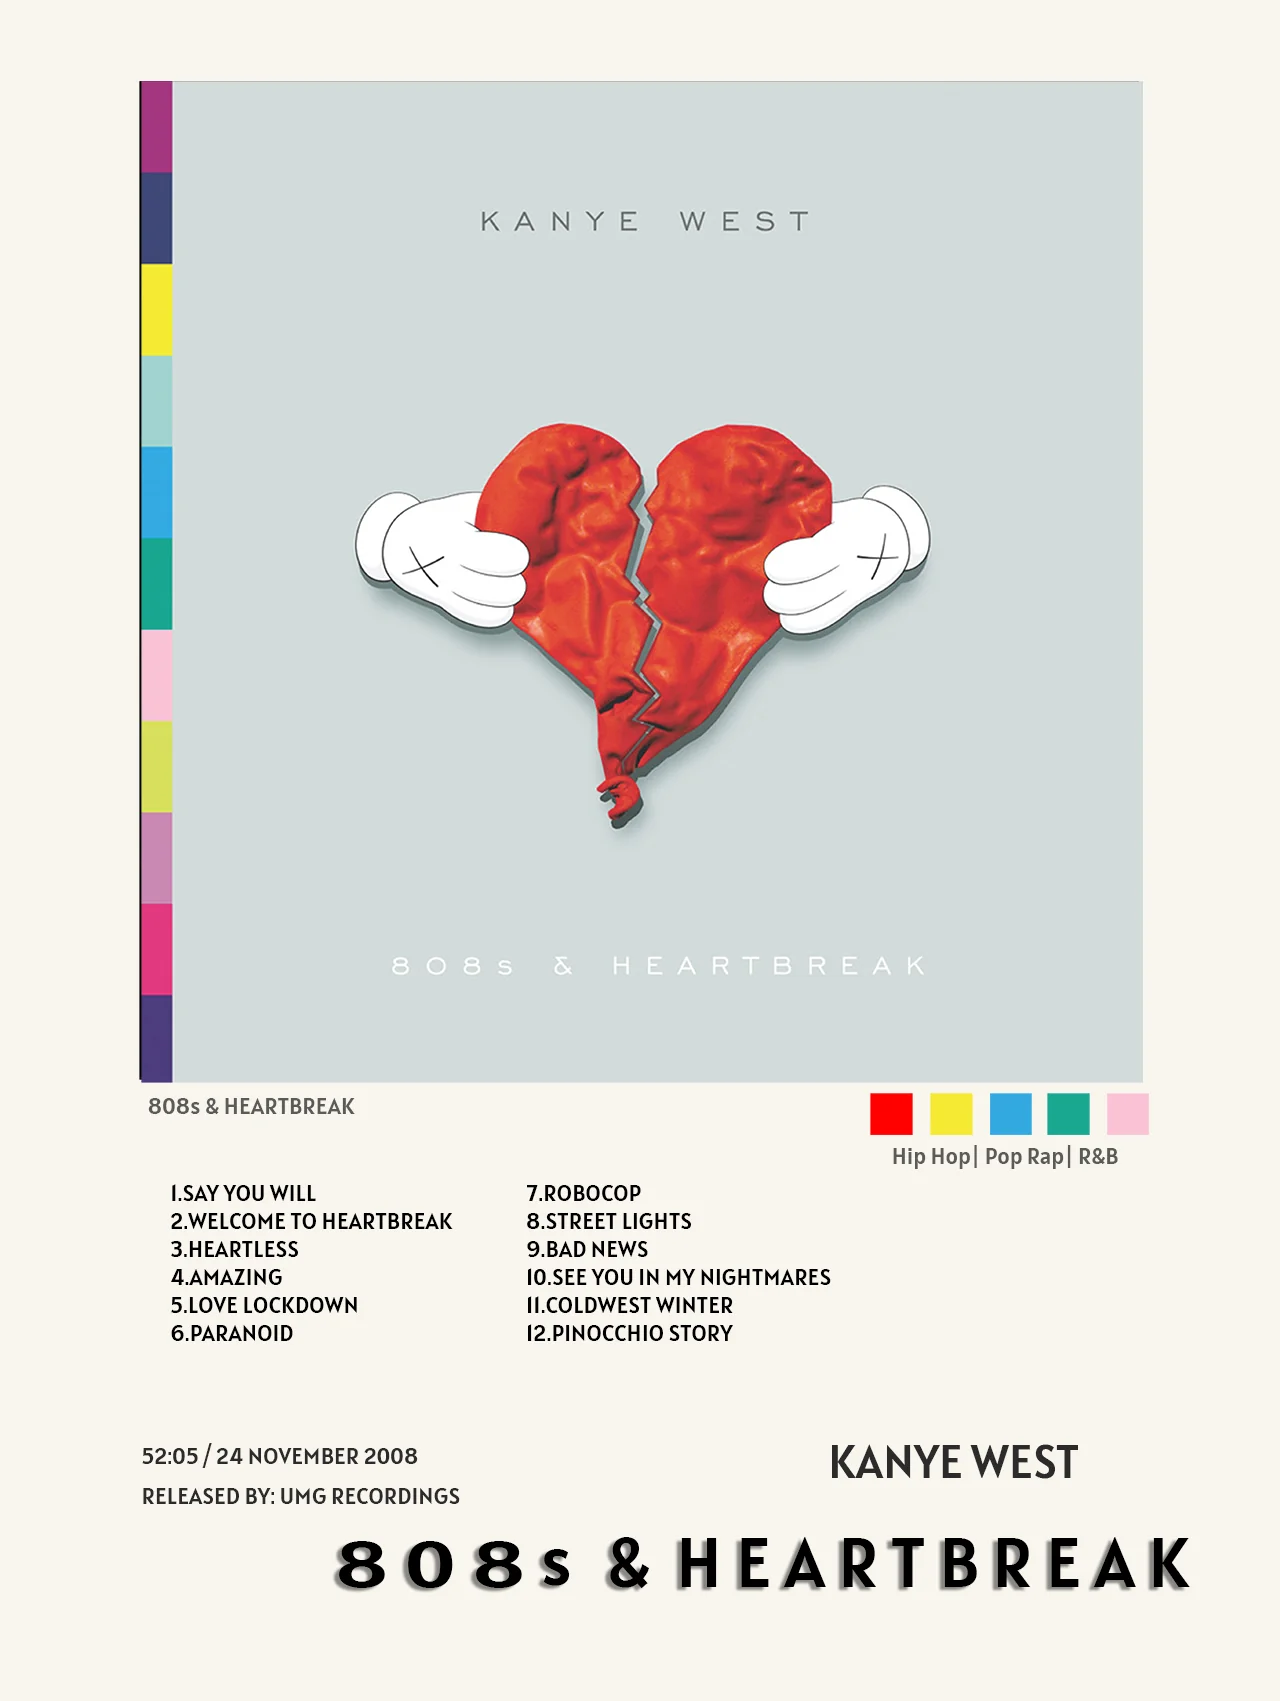 KANYE WEST
808s & HEARTBREAK
808s & HEARTBREAK
Hip Hop| Pop Rap| R&B
1.SAY YOU WILL
2.WELCOME TO HEARTBREAK
3.HEARTLESS
4.AMAZING
5.LOVE LOCKDOWN
6.PARANOID
7.ROBOCOP
8.STREET LIGHTS
9.BAD NEWS
10.SEE YOU IN MY NIGHTMARES
11.COLDWEST WINTER
12.PINOCCHIO STORY
52:05 / 24 NOVEMBER 2008
RELEASED BY: UMG RECORDINGS
KANYE WEST
808s & HEARTBREAK